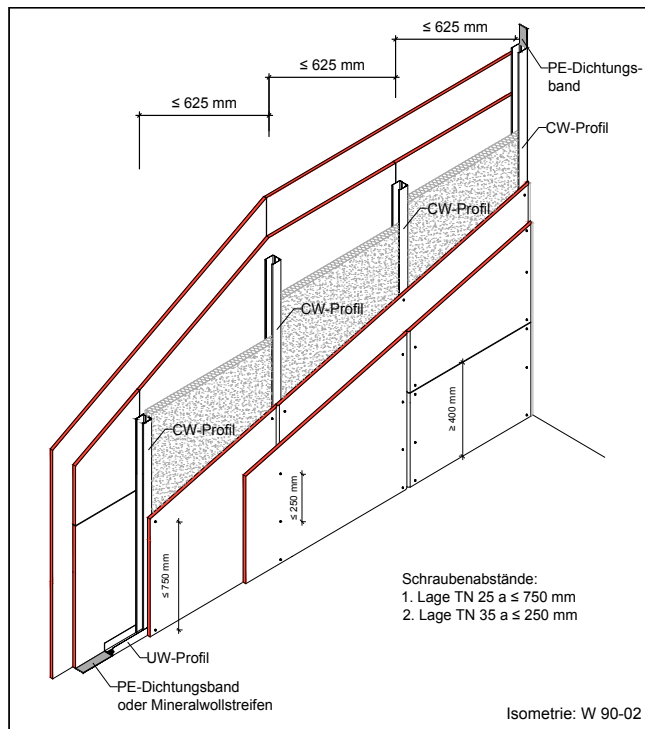 ≤ 625 mm
≤ 625 mm
≤ 625 mm
PE-Dichtungs-
band
CW-Profil
CW-Profil
CW-Profil
CW-Profil
≥ 400 mm
≤ 250 mm
≤ 750 mm
Schraubenabstände:
1. Lage TN 25 a ≤ 750 mm
2. Lage TN 35 a ≤ 250 mm
UW-Profil
PE-Dichtungsband
oder Mineralwollstreifen
Isometrie: W 90-02